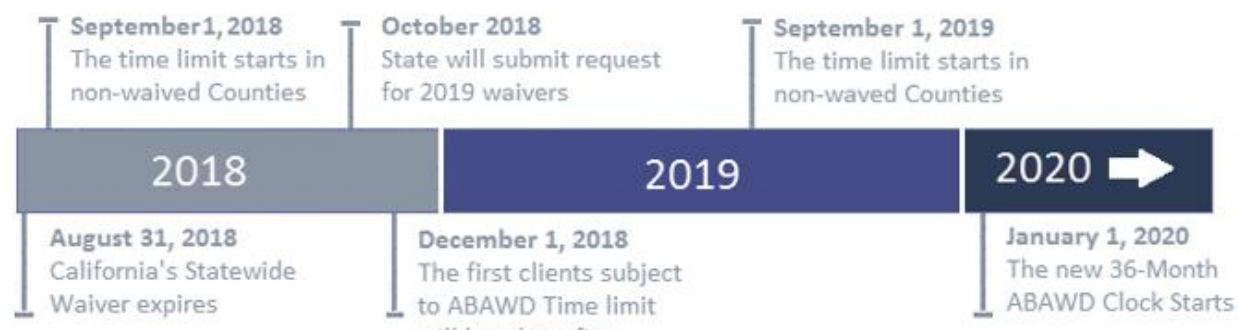 September 1, 2018
The time limit starts in
non-waived Counties
October 2018
State will submit request
for 2019 waivers
September 1, 2019
The time limit starts in
non-waved Counties
2018
2019
2020
August 31, 2018
California's Statewide
Waiver expires
December 1, 2018
The first clients subject
to ABAWD Time limit
January 1, 2020
The new 36-Month
ABAWD Clock Starts